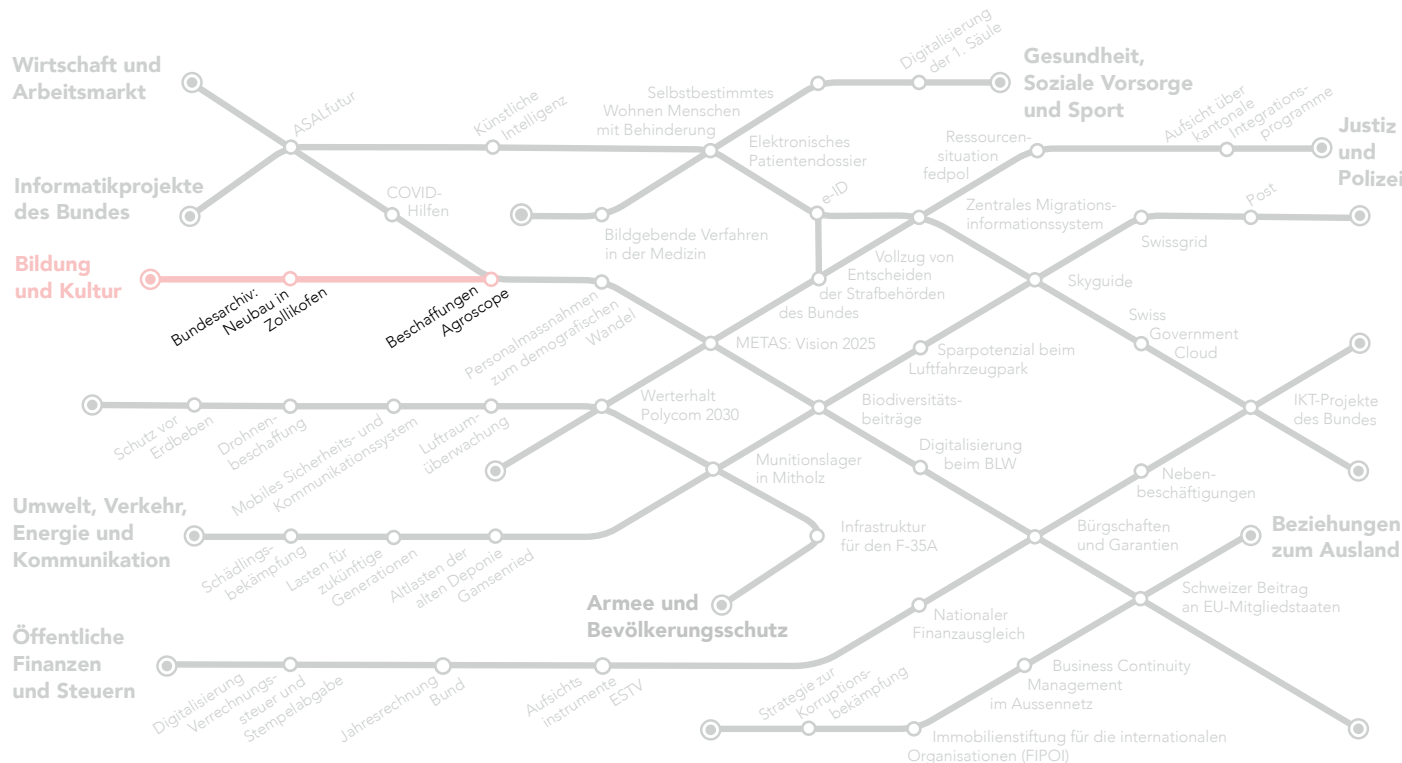 Wirtschaft und
Arbeitsmarkt
ASALfutur
Künstliche
Intelligenz
Selbstbestimmtes
Wohnen Menschen
mit Behinderung
Digitalisierung
der 1. Säule
Gesundheit,
Soziale Vorsorge
und Sport
Elektronisches
Patientendossier
Ressourcen-
situation
fedpol
Aufsicht über
kantonale
Integrations-
programme
Justiz
und
Polizei
Informatikprojekte
des Bundes
COVID-
Hilfen
Bildgebende Verfahren
in der Medizin
e-ID
Zentrales Migrations-
informationssystem
Swissgrid
Post
Bildung
und Kultur
Bundesarchiv:
Neubau in
Zollikofen
Beschaffungen
Agroscope
Personalmassnahmen
zum demografischen
Wandel
Vollzug von
Entscheiden
der Strafbehörden
des Bundes
Skyguide
METAS: Vision 2025
Sparpotenzial beim
Luftfahrzeugpark
Swiss
Government
Cloud
Schutz vor
Erdbeben
Drohnen-
beschaffung
Mobiles Sicherheits- und
Kommunikationssystem
Luftraum-
überwachung
Werterhalt
Polycom 2030
Biodiversitäts-
beiträge
IKT-Projekte
des Bundes
Digitalisierung
beim BLW
Munitionslager
in Mitholz
Neben-
beschäftigungen
Umwelt, Verkehr,
Energie und
Kommunikation
Schädlings-
bekämpfung
Lasten für
zukünftige
Generationen
Altlasten der
alten Deponie
Gamsenried
Infrastruktur
für den F-35A
Bürgschaften
und Garantien
Beziehungen
zum Ausland
Armee und
Bevölkerungsschutz
Nationaler
Finanzausgleich
Schweizer Beitrag
an EU-Mitgliedstaaten
Öffentliche
Finanzen
und Steuern
Digitalisierung
Verrechnungs-
steuer und
Stempelabgabe
Jahresrechnung
Bund
Aufsichts
instrumente
ESTV
Strategie zur
Korruptions-
bekämpfung
Business Continuity
Management
im Aussennetz
Immobilienstiftung für die internationalen
Organisationen (FIPOI)